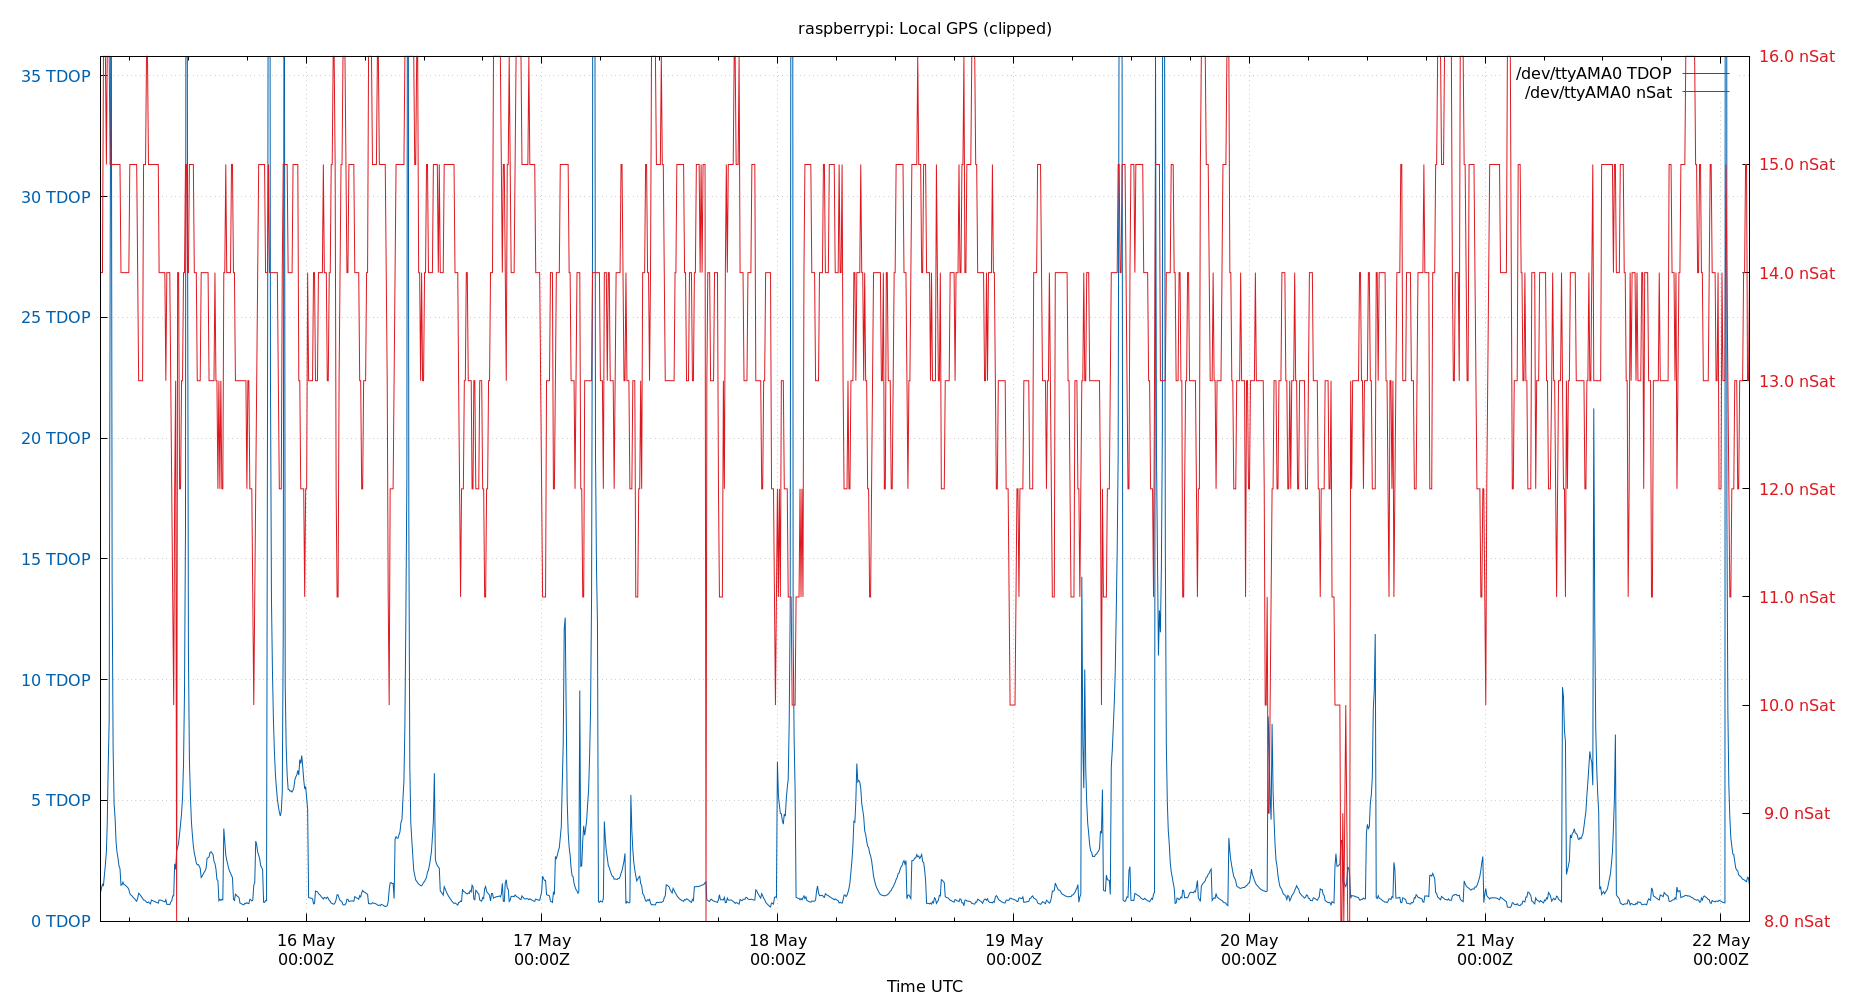 raspberrypi: Local GPS (clipped)
/dev/ttyAMA0 TDOP
/dev/ttyAMA0 nSat
35 TDOP
30 TDOP
25 TDOP
20 TDOP
15 TDOP
10 TDOP
5 TDOP
0 TDOP
16.0 nSat
15.0 nSat
14.0 nSat
13.0 nSat
12.0 nSat
11.0 nSat
10.0 nSat
9.0 nSat
8.0 nSat
16 May
00:00Z
17 May
00:00Z
18 May
00:00Z
19 May
00:00Z
20 May
00:00Z
21 May
00:00Z
22 May
00:00Z
Time UTC